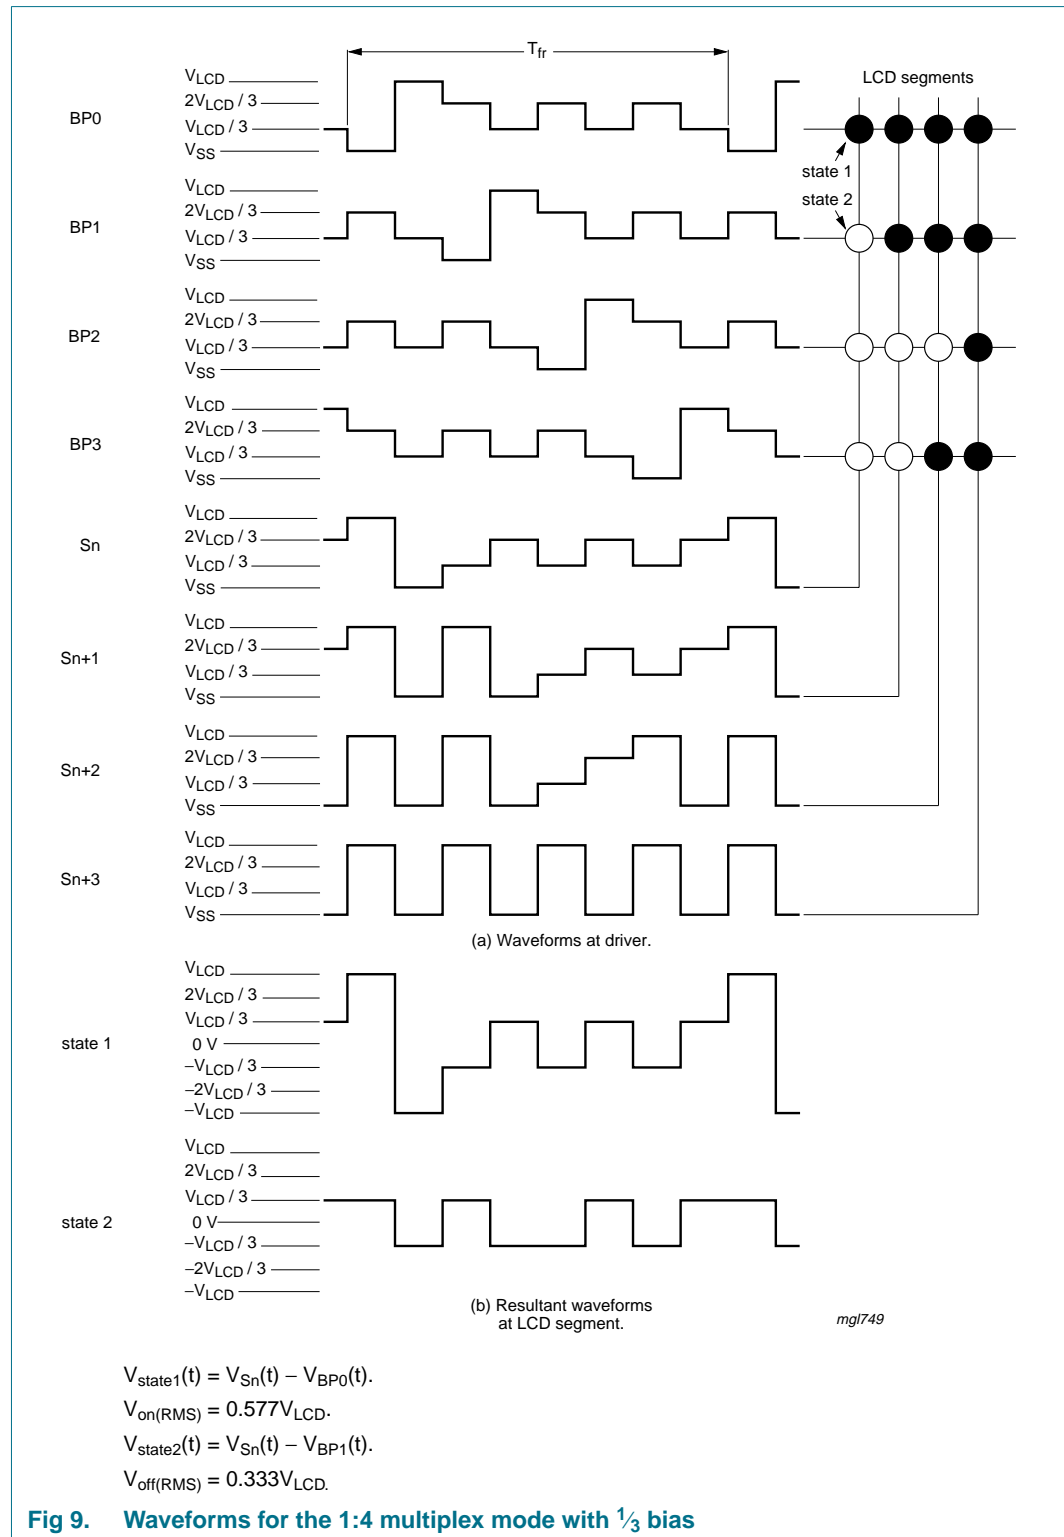 Tfr
BP0
VLCD
2VLCD / 3
VLCD / 3
VSS
LCD segments
state 1
state 2
BP1
VLCD
2VLCD / 3
VLCD / 3
VSS
BP2
VLCD
2VLCD / 3
VLCD / 3
VSS
BP3
VLCD
2VLCD / 3
VLCD / 3
VSS
Sn
VLCD
2VLCD / 3
VLCD / 3
VSS
Sn+1
VLCD
2VLCD / 3
VLCD / 3
VSS
Sn+2
VLCD
2VLCD / 3
VLCD / 3
VSS
Sn+3
VLCD
2VLCD / 3
VLCD / 3
VSS
(a) Waveforms at driver.
state 1
VLCD
2VLCD / 3
VLCD / 3
0 V
−VLCD / 3
−2VLCD / 3
−VLCD
state 2
VLCD
2VLCD / 3
VLCD / 3
0 V
−VLCD / 3
−2VLCD / 3
−VLCD
(b) Resultant waveforms
at LCD segment.
mgl749
Vstate1(t) = VSn(t) − VBP0(t).
Von(RMS) = 0.577VLCD.
Vstate2(t) = VSn(t) − VBP1(t).
Voff(RMS) = 0.333VLCD.
Fig 9. Waveforms for the 1:4 multiplex mode with 1⁄3 bias